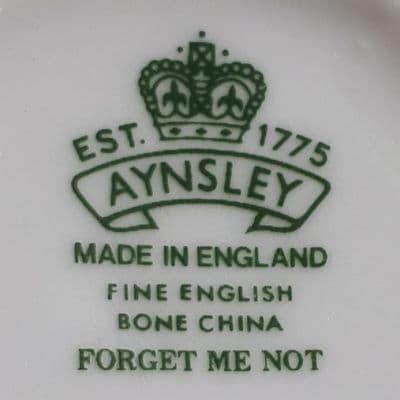 EST. 1775
AYNSLEY
MADE IN ENGLAND
FINE ENGLISH
BONE CHINA
FORGET ME NOT